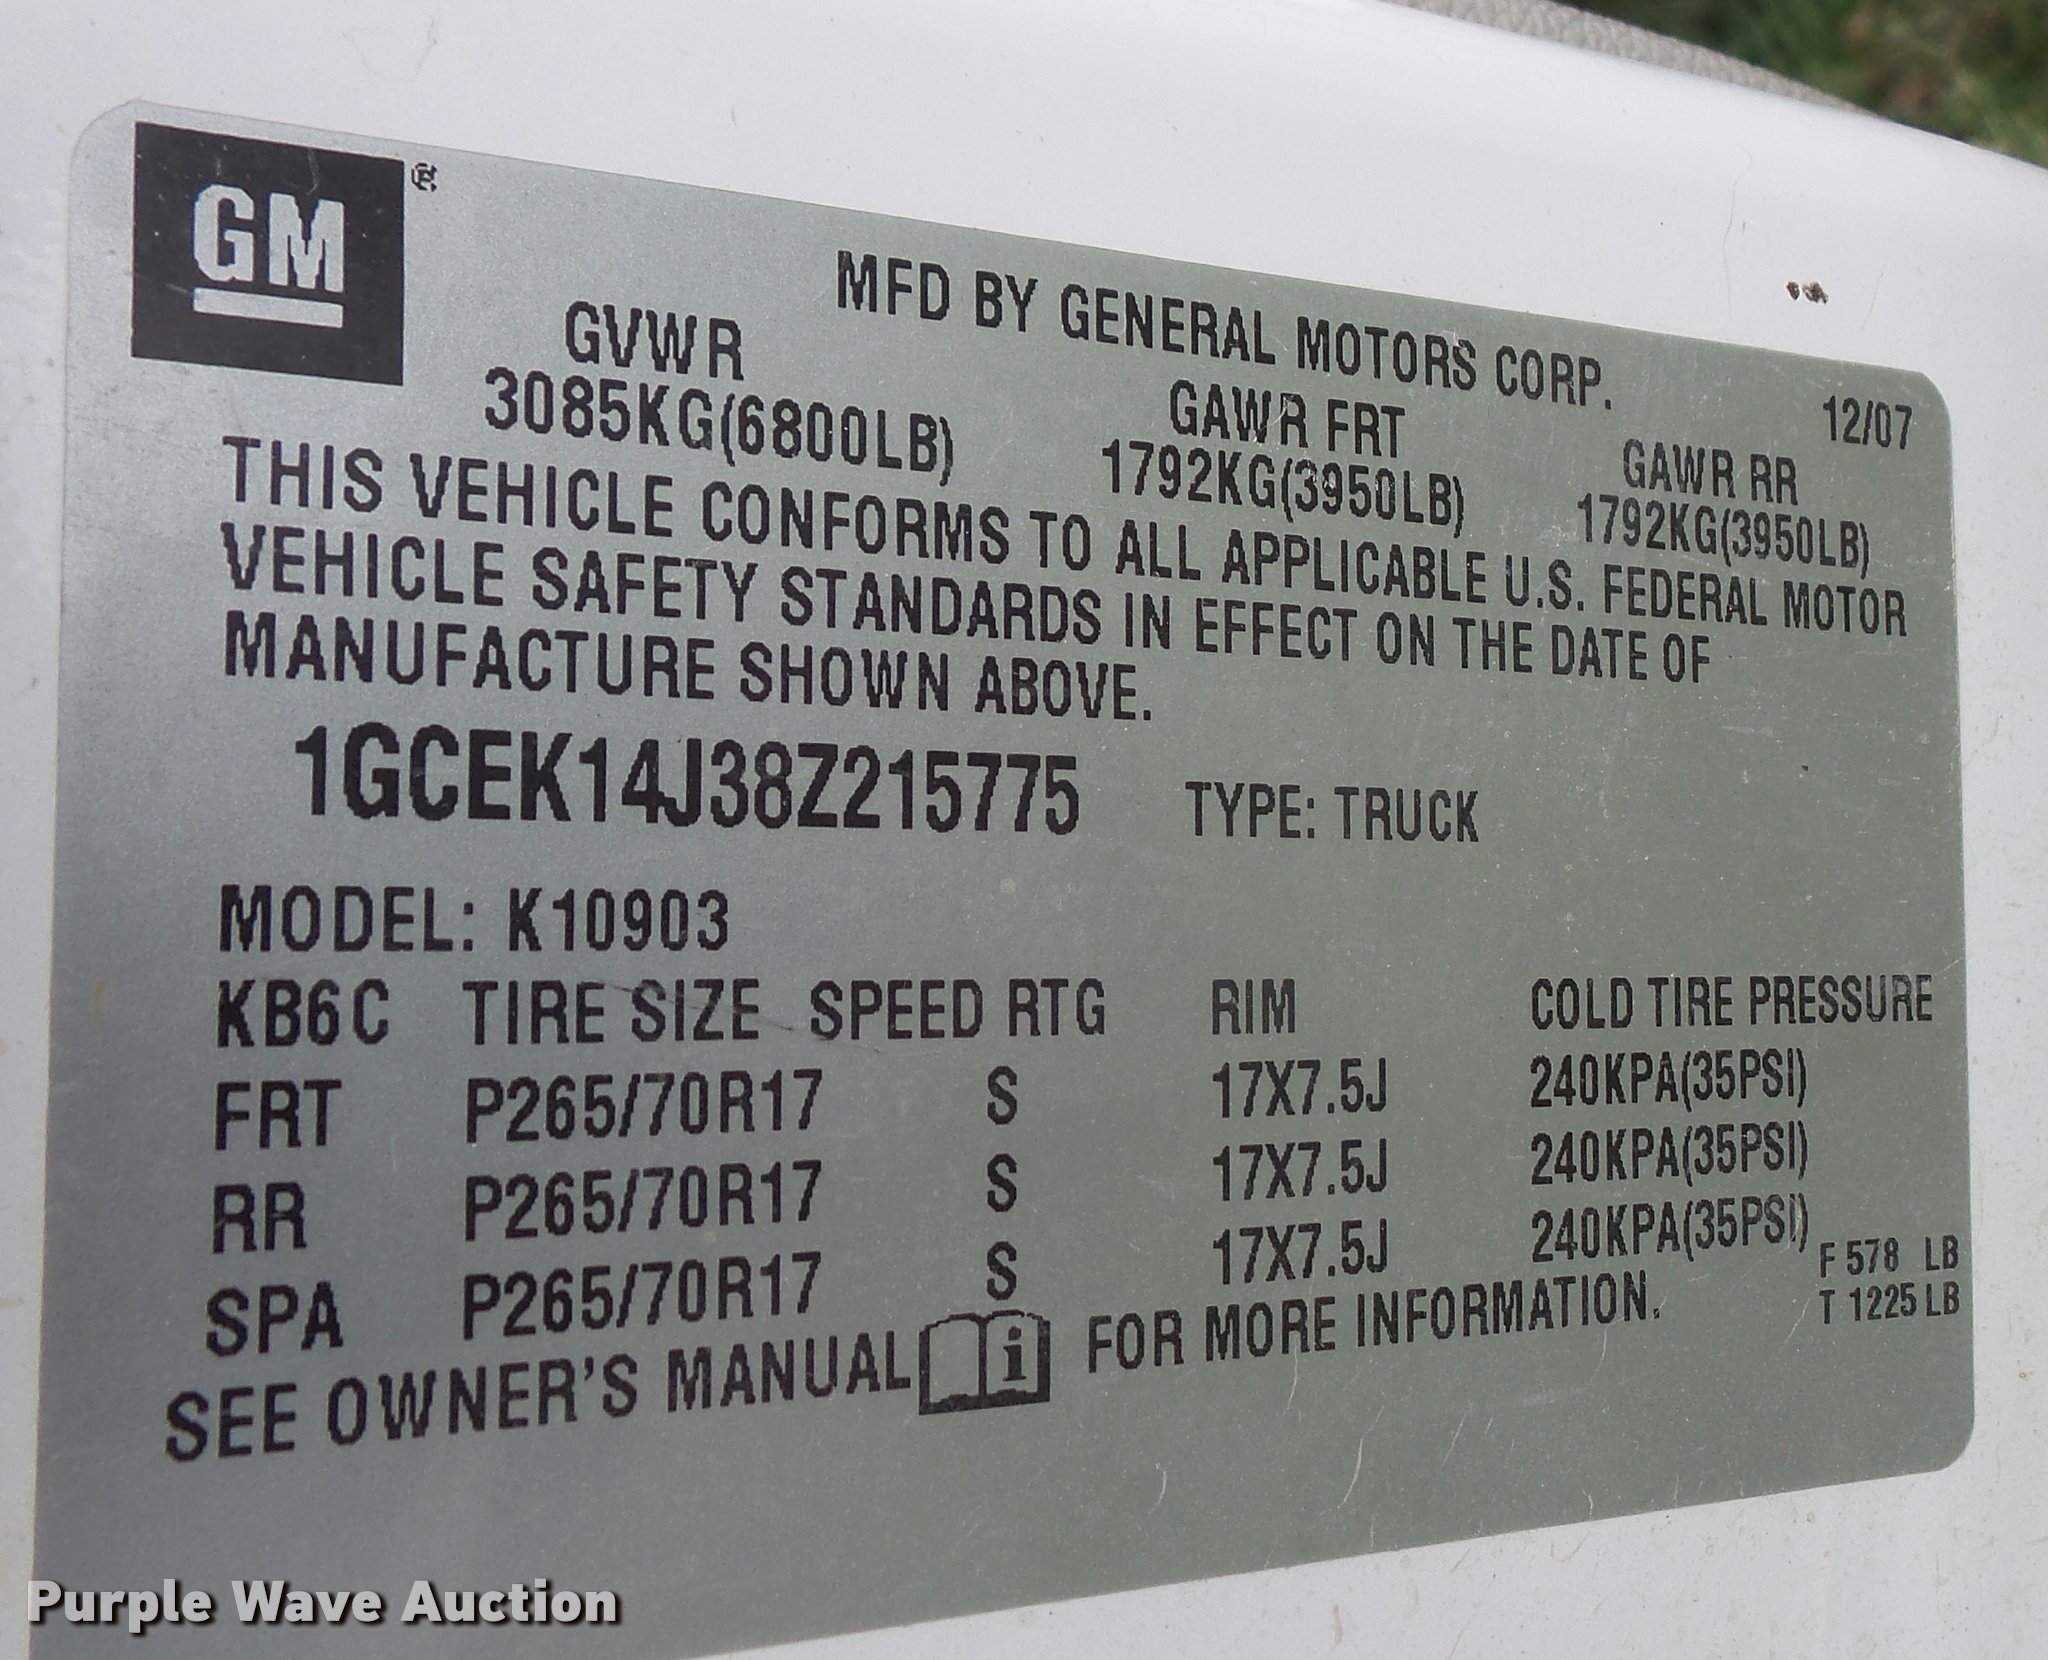 GM®
MFD BY GENERAL MOTORS CORP. 12/07
GVWR GAWR FRT GAWR RR
3085KG(6800LB) 1792KG(3950LB) 1792KG(3950LB)
THIS VEHICLE CONFORMS TO ALL APPLICABLE U.S. FEDERAL MOTOR
VEHICLE SAFETY STANDARDS IN EFFECT ON THE DATE OF
MANUFACTURE SHOWN ABOVE.
1GCEK14J38Z215775 TYPE: TRUCK
MODEL: K10903
KB6C TIRE SIZE SPEED RTG RIM COLD TIRE PRESSURE
FRT P265/70R17 S 17X7.5J 240KPA(35PSI)
RR P265/70R17 S 17X7.5J 240KPA(35PSI)
SPA P265/70R17 S 17X7.5J 240KPA(35PSI)
F 578 LB
T 1225 LB
SEE OWNER'S MANUAL i FOR MORE INFORMATION.
Purple Wave Auction